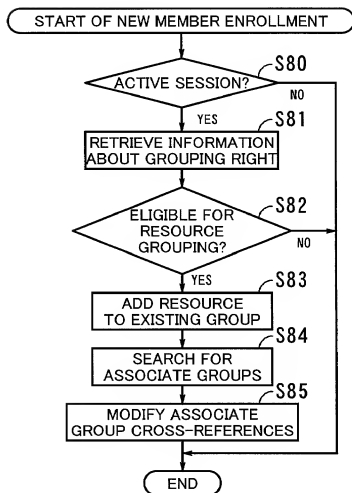 START OF NEW MEMBER ENROLLMENT
S80
ACTIVE SESSION?
NO
YES
S81
RETRIEVE INFORMATION
ABOUT GROUPING RIGHT
S82
ELIGIBLE FOR
RESOURCE
GROUPING?
NO
YES
S83
ADD RESOURCE
TO EXISTING GROUP
S84
SEARCH FOR
ASSOCIATE GROUPS
S85
MODIFY ASSOCIATE
GROUP CROSS-REFERENCES
END